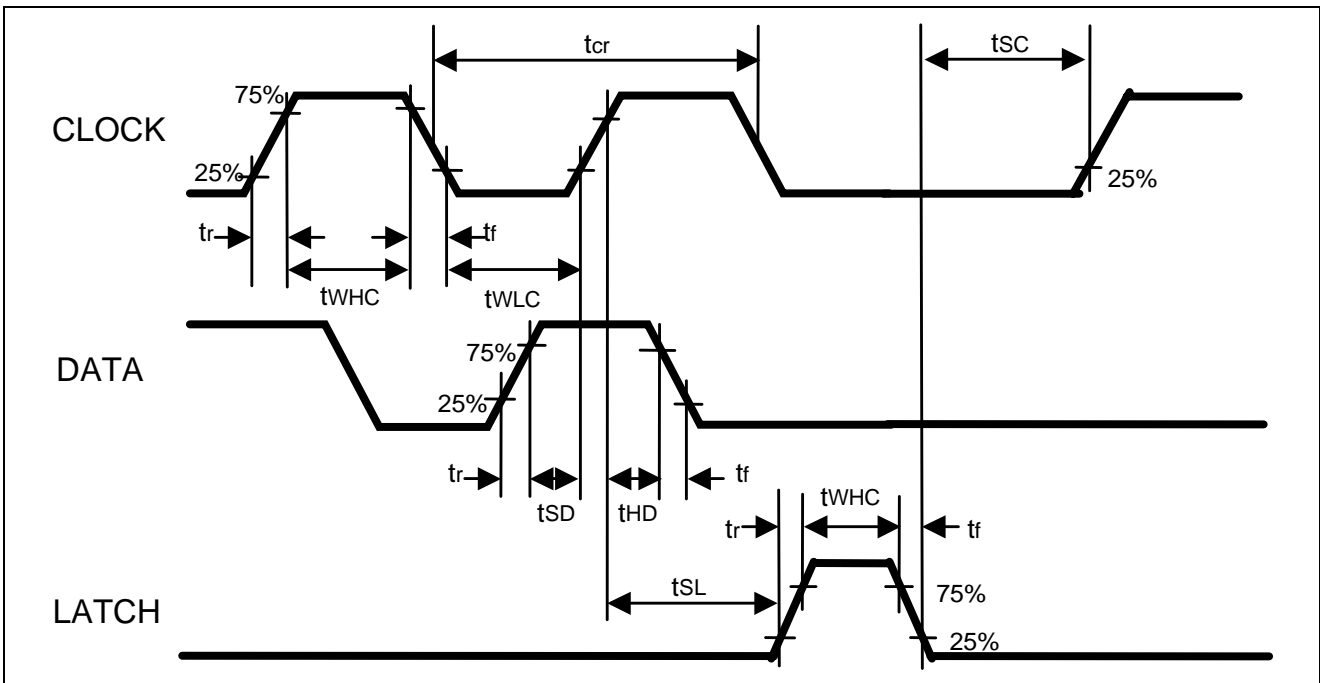 tcr
tSC
75%
CLOCK
25%
25%
tr
tf
tWHC
tWLC
75%
DATA
25%
tr
tf
tSD
tHD
tWHC
tr
tf
tSL
75%
LATCH
25%